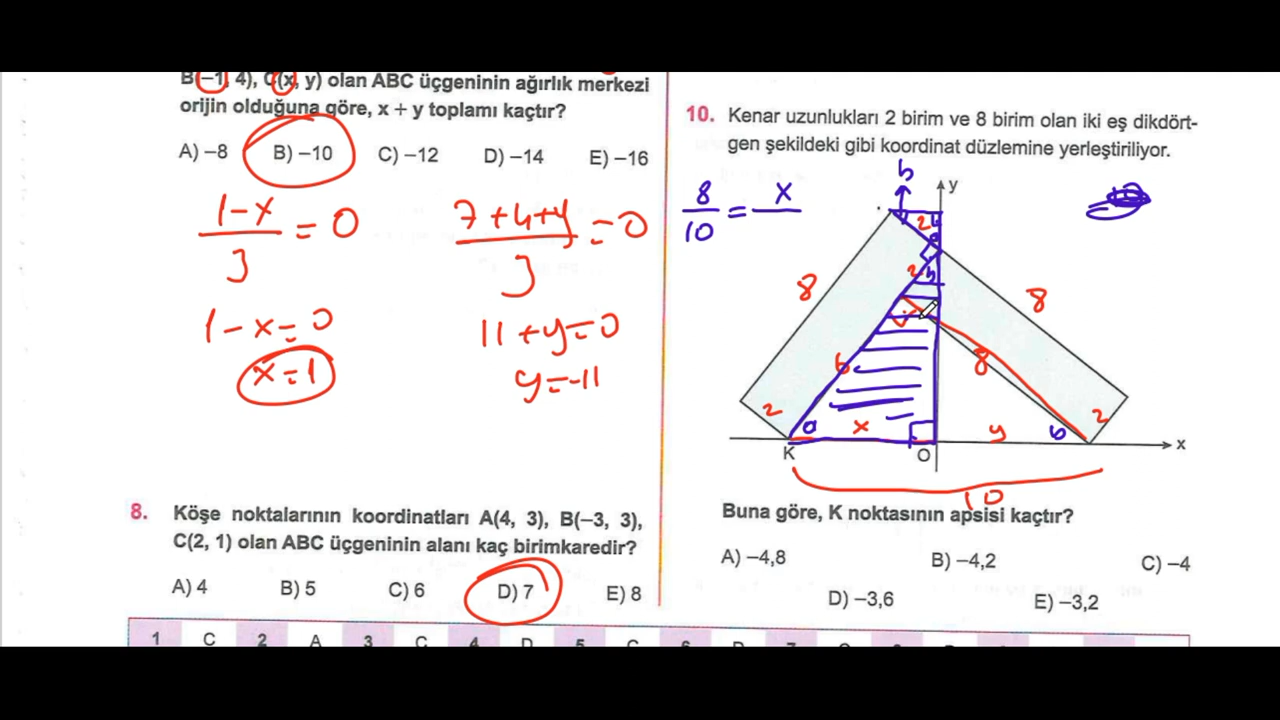 B(−1, 4), C(x, y) olan ABC üçgeninin ağırlık merkezi
orijin olduğuna göre, x + y toplamı kaçtır?
A) −8 B) −10 C) −12 D) −14 E) −16
1-x/3 = 0
7+4+y/3 = 0
1-x=0
11+y=0
x=1
y=-11
8. Köşe noktalarının koordinatları A(4, 3), B(−3, 3),
C(2, 1) olan ABC üçgeninin alanı kaç birimkaredir?
A) 4 B) 5 C) 6 D) 7 E) 8
1 C 2 A 3 C 4 D 5 C
10. Kenar uzunlukları 2 birim ve 8 birim olan iki eş dikdört-
gen şekildeki gibi koordinat düzlemine yerleştiriliyor.
8/10 = x
b
y
2
a
2
b
8
8
6
8
2
2
a
x
y
b
x
K
O
10
Buna göre, K noktasının apsisi kaçtır?
A) −4,8 B) −4,2 C) −4
D) −3,6 E) −3,2